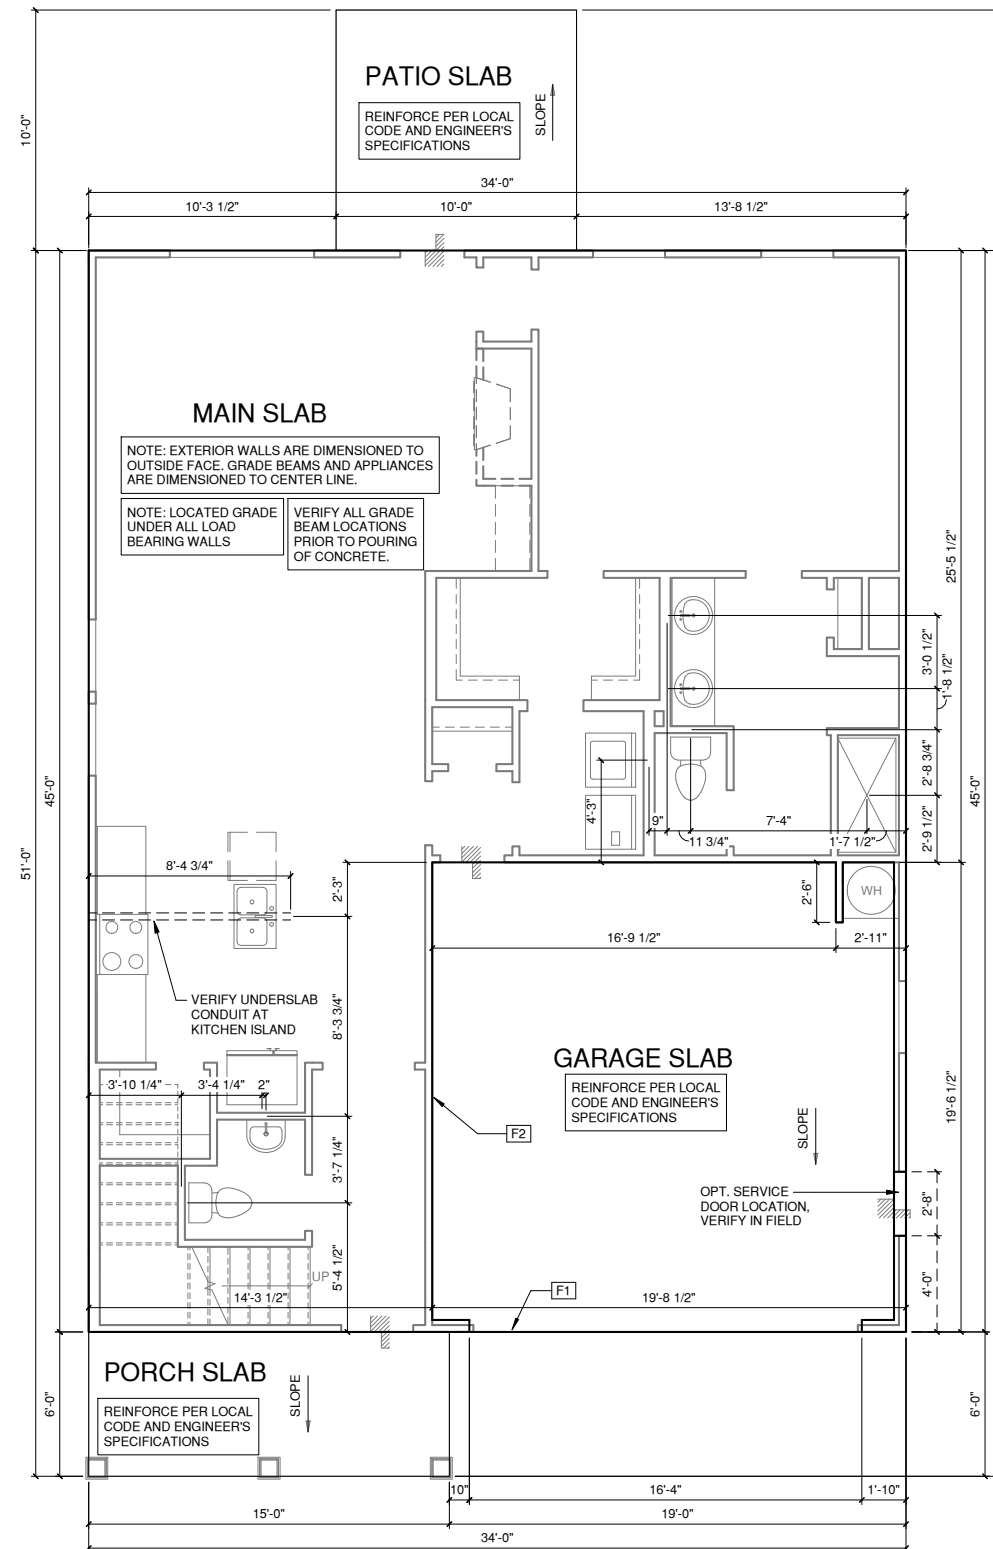 PATIO SLAB
REINFORCE PER LOCAL
CODE AND ENGINEER'S
SPECIFICATIONS
SLOPE
10'-0"
34'-0"
10'-3 1/2"
10'-0"
13'-8 1/2"
MAIN SLAB
NOTE: EXTERIOR WALLS ARE DIMENSIONED TO
OUTSIDE FACE. GRADE BEAMS AND APPLIANCES
ARE DIMENSIONED TO CENTER LINE.
NOTE: LOCATED GRADE
UNDER ALL LOAD
BEARING WALLS
VERIFY ALL GRADE
BEAM LOCATIONS
PRIOR TO POURING
OF CONCRETE.
25'-5 1/2"
3'-0 1/2"
1'-8 1/2"
2'-8 3/4"
2'-9 1/2"
45'-0"
51'-0"
45'-0"
4'-3"
9"
11 3/4"
7'-4"
1'-7 1/2"
8'-4 3/4"
2'-3"
2'-6"
WH
16'-9 1/2"
2'-11"
VERIFY UNDERSLAB
CONDUIT AT
KITCHEN ISLAND
8'-3 3/4"
GARAGE SLAB
REINFORCE PER LOCAL
CODE AND ENGINEER'S
SPECIFICATIONS
SLOPE
19'-6 1/2"
3'-10 1/4"
3'-4 1/4"
2"
F2
3'-7 1/4"
OPT. SERVICE
DOOR LOCATION,
VERIFY IN FIELD
2'-8"
4'-0"
5'-4 1/2"
UP
14'-3 1/2"
F1
19'-8 1/2"
PORCH SLAB
REINFORCE PER LOCAL
CODE AND ENGINEER'S
SPECIFICATIONS
SLOPE
6'-0"
6'-0"
10"
16'-4"
1'-10"
15'-0"
19'-0"
34'-0"